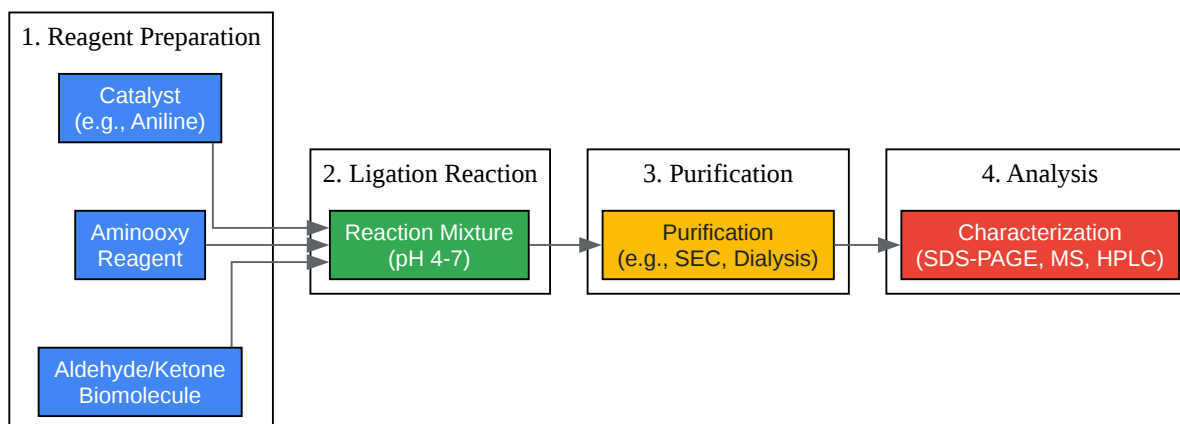 1. Reagent Preparation
Catalyst
(e.g., Aniline)
Aminooxy
Reagent
Aldehyde/Ketone
Biomolecule
2. Ligation Reaction
Reaction Mixture
(pH 4-7)
3. Purification
Purification
(e.g., SEC, Dialysis)
4. Analysis
Characterization
(SDS-PAGE, MS, HPLC)